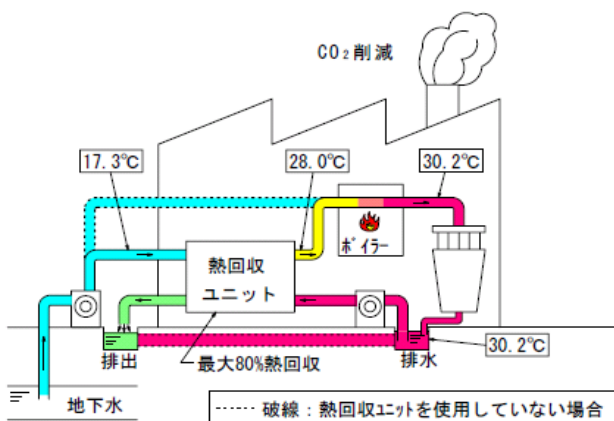 CO₂削減
17.3℃
28.0℃
30.2℃
ﾎﾞｲﾗｰ
熱回収
ユニット
排出
最大80%熱回収
排水
30.2℃
地下水
破線：熱回収ﾕﾆｯﾄを使用していない場合